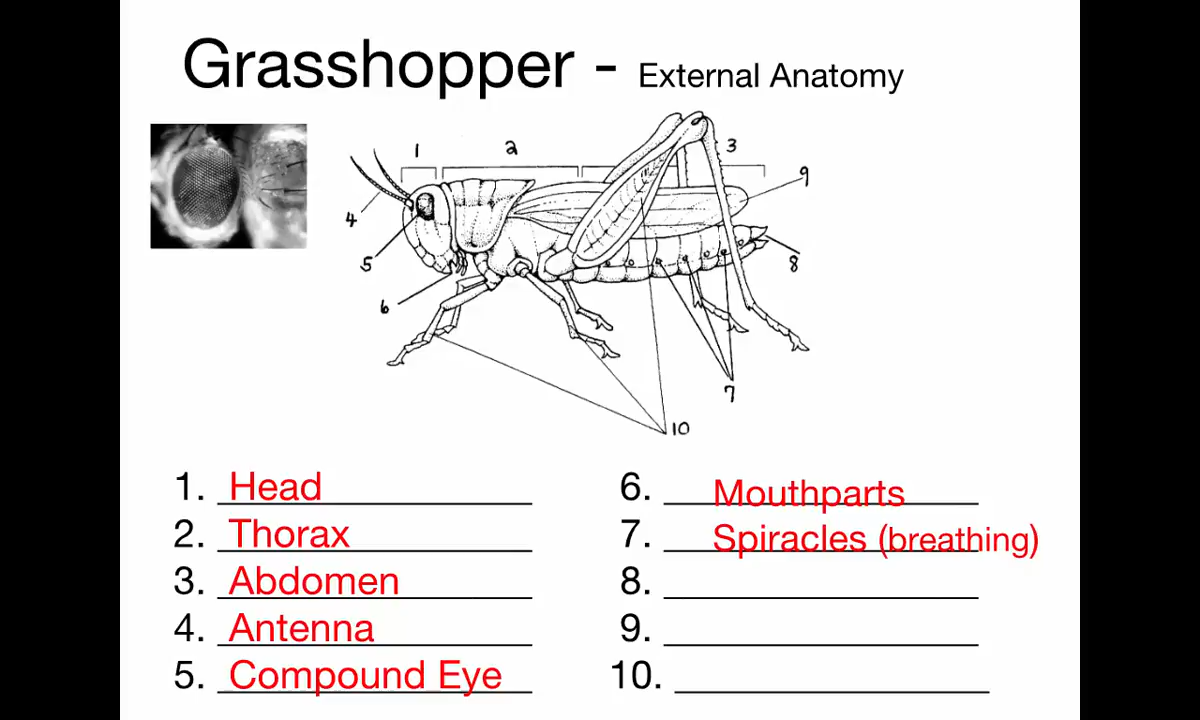 Grasshopper - External Anatomy
1
2
3
9
4
5
8
6
7
10
1. Head
2. Thorax
3. Abdomen
4. Antenna
5. Compound Eye
6. Mouthparts
7. Spiracles (breathing)
8.
9.
10.